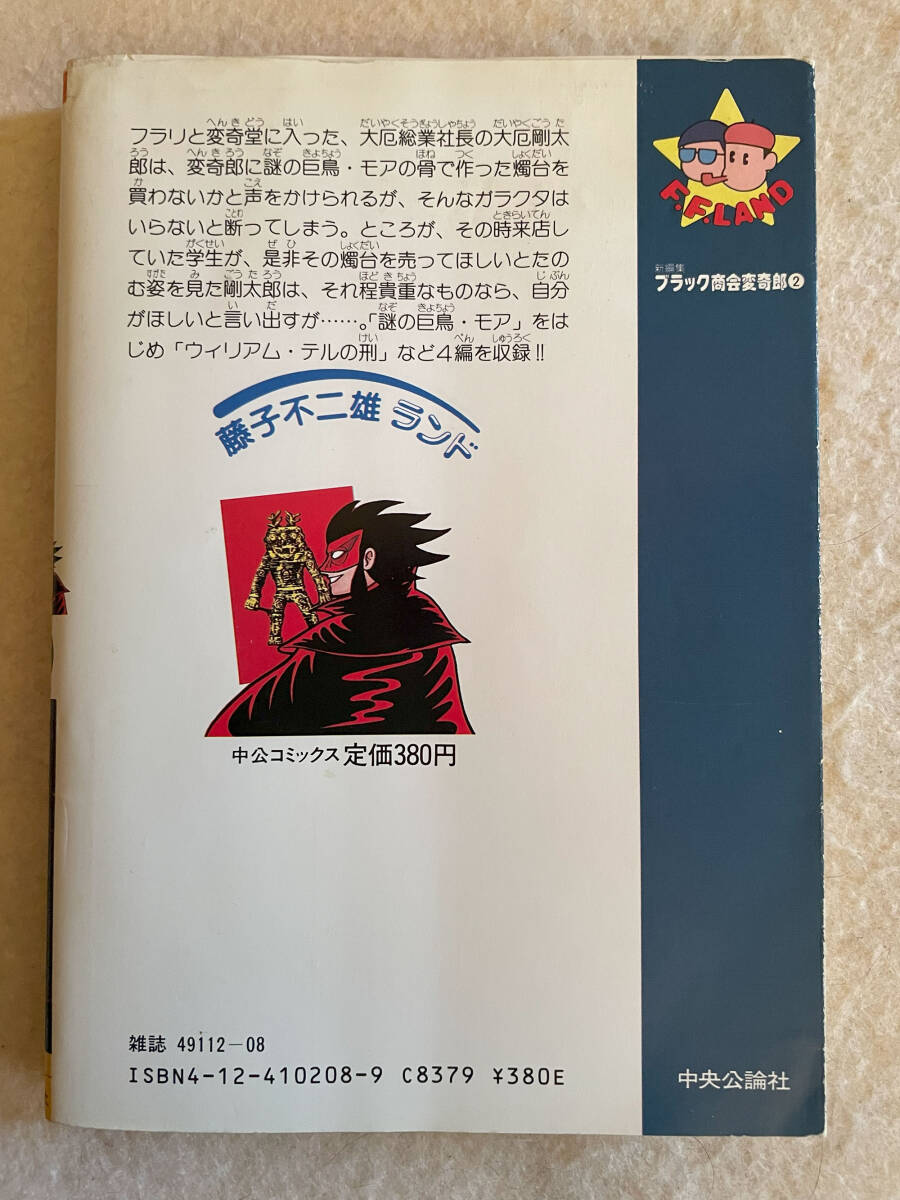 フラリと変奇堂に入った、大厄総業社長の大厄剛太
郎は、変奇郎に謎の巨鳥・モアの骨で作った燭台を
買わないかと声をかけられるが、そんなガラクタは
いらないと断ってしまう。ところが、その時来店し
ていた学生が、是非その燭台を売ってほしいとたの
む姿を見た剛太郎は、それ程貴重なものなら、自分
がほしいと言い出すが……。「謎の巨鳥・モア」をは
じめ「ウィリアム・テルの刑」など4編を収録!!
藤子不二雄ランド
中公コミックス 定価380円
雑誌 49112-08
ISBN4-12-410208-9 C8379 ¥380E
F.F.LAND
新編集
ブラック商会変奇郎②
中央公論社